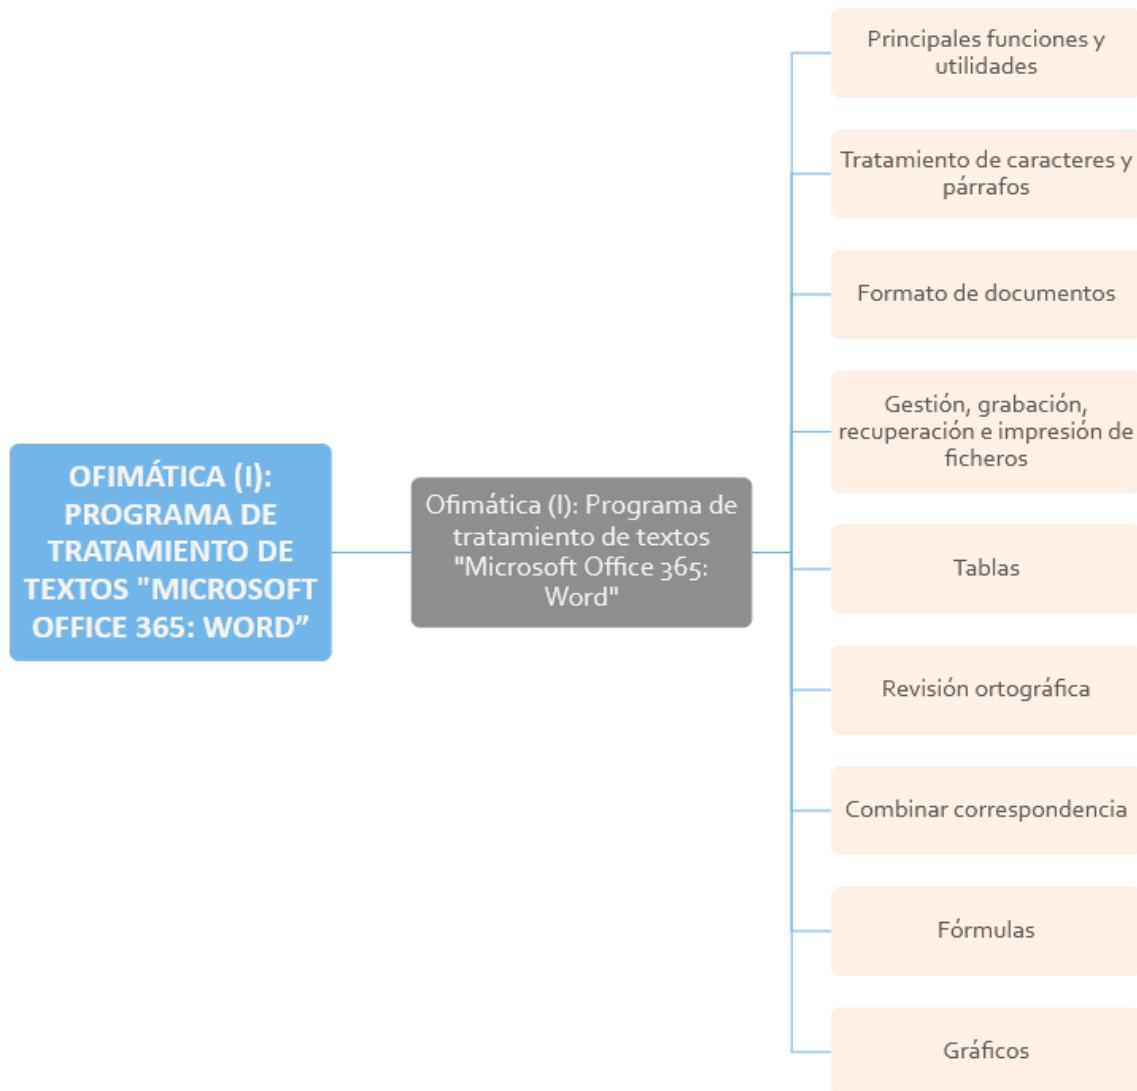 OFIMÁTICA (I):
PROGRAMA DE
TRATAMIENTO DE
TEXTOS "MICROSOFT
OFFICE 365: WORD”
Ofimática (I): Programa de
tratamiento de textos
"Microsoft Office 365:
Word"
Principales funciones y
utilidades
Tratamiento de caracteres y
párrafos
Formato de documentos
Gestión, grabación,
recuperación e impresión de
ficheros
Tablas
Revisión ortográfica
Combinar correspondencia
Fórmulas
Gráficos